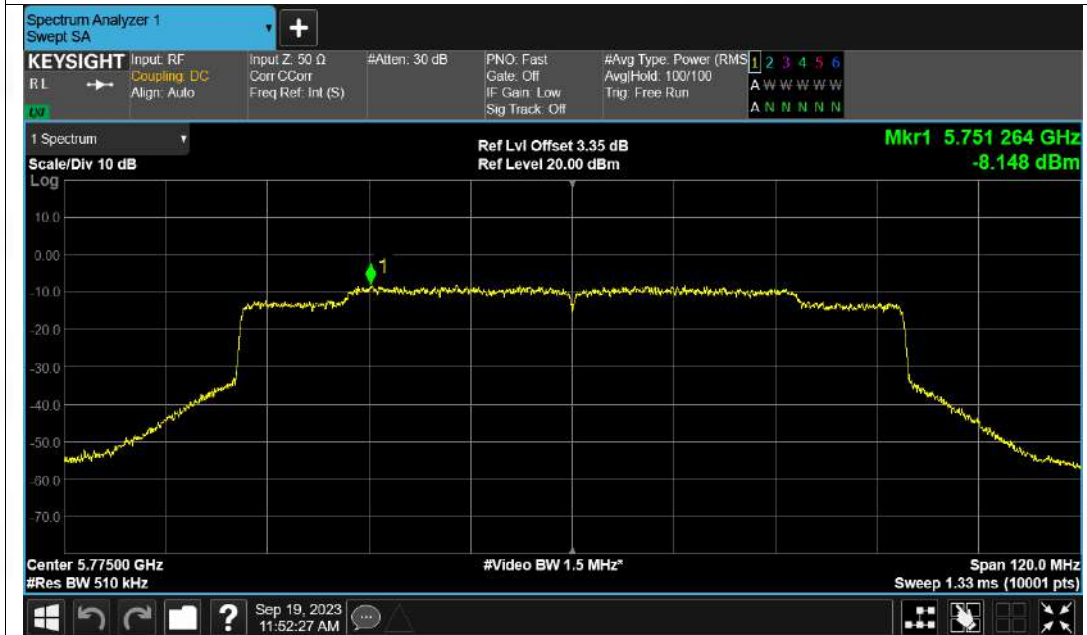 Spectrum Analyzer 1
Swept SA
+
KEYSIGHT Input: RF Input Z: 50 Ω #Atten: 30 dB PNO: Fast #Avg Type: Power (RMS 1 2 3 4 5 6
RL Coupling: DC Corr CCorr Gate: Off Avg|Hold: 100/100 A W W W W W
Align: Auto Freq Ref: Int (S) IF Gain: Low Trig: Free Run
Sig Track: Off A N N N N N
LXI
1 Spectrum Ref Lvl Offset 3.35 dB Mkr1 5.751 264 GHz
Scale/Div 10 dB Ref Level 20.00 dBm -8.148 dBm
Log
10.0
0.00
1
-10.0
-20.0
-30.0
-40.0
-50.0
-60.0
-70.0
Center 5.77500 GHz #Video BW 1.5 MHz* Span 120.0 MHz
#Res BW 510 kHz Sweep 1.33 ms (10001 pts)
? Sep 19, 2023
11:52:27 AM